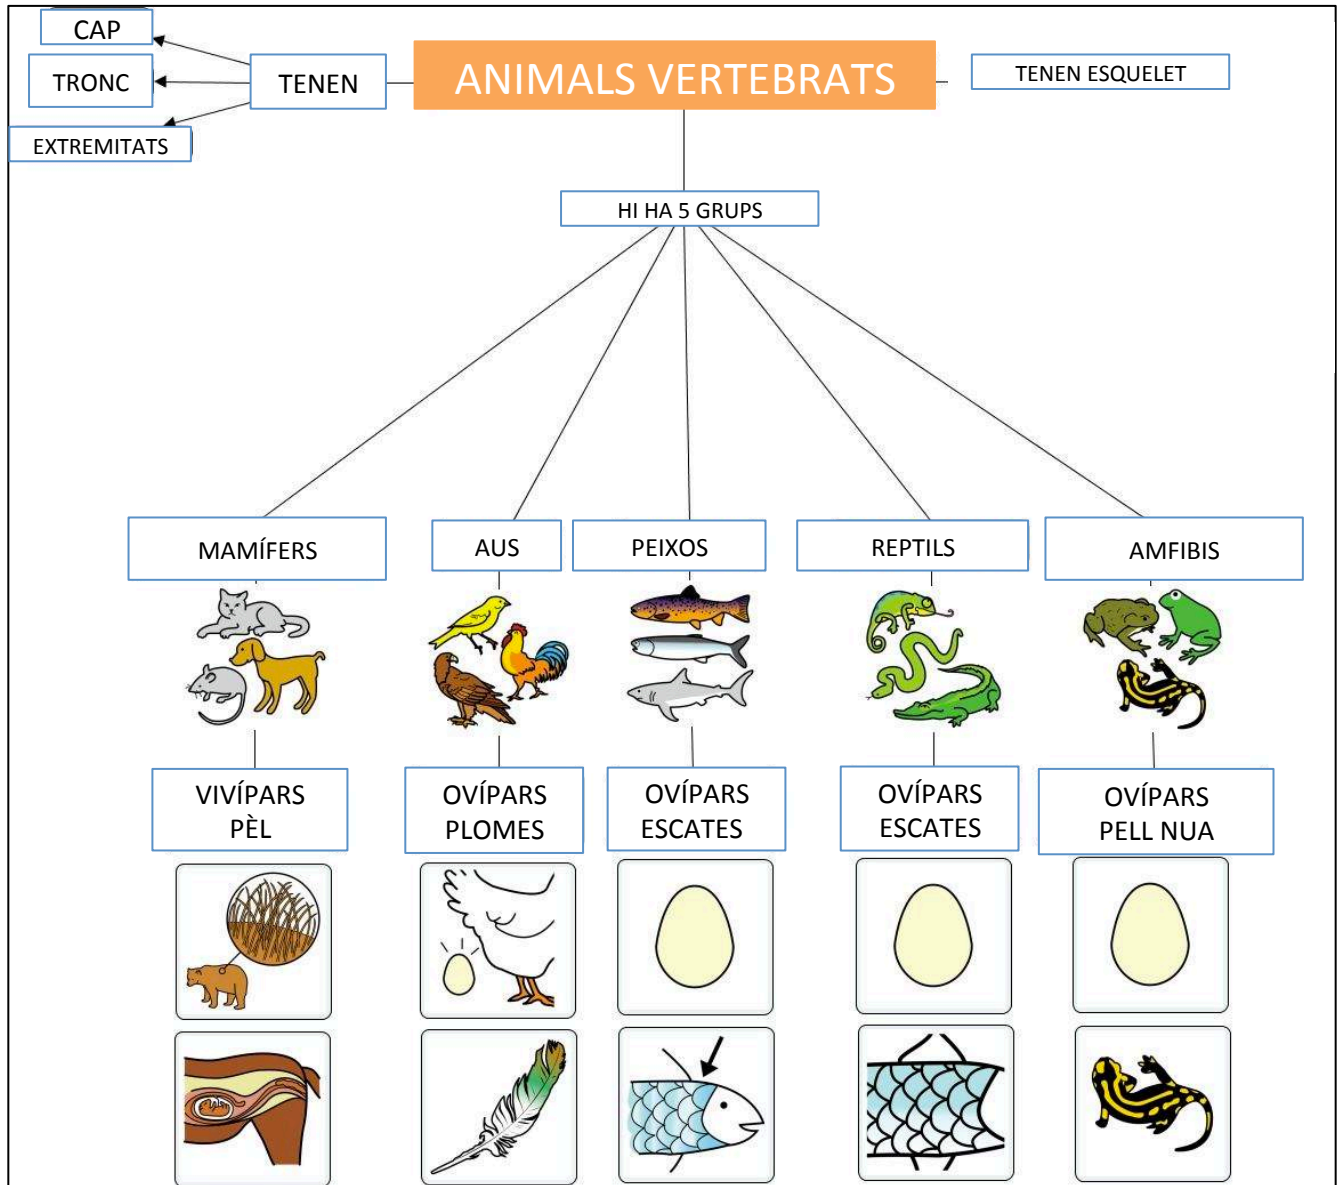 CAP
TRONC
EXTREMITATS
TENEN
ANIMALS VERTEBRATS
TENEN ESQUELET
HI HA 5 GRUPS
MAMÍFERS
AUS
PEIXOS
REPTILS
AMFIBIS
VIVÍPARS
PÈL
OVÍPARS
PLOMES
OVÍPARS
ESCATES
OVÍPARS
ESCATES
OVÍPARS
PELL NUA